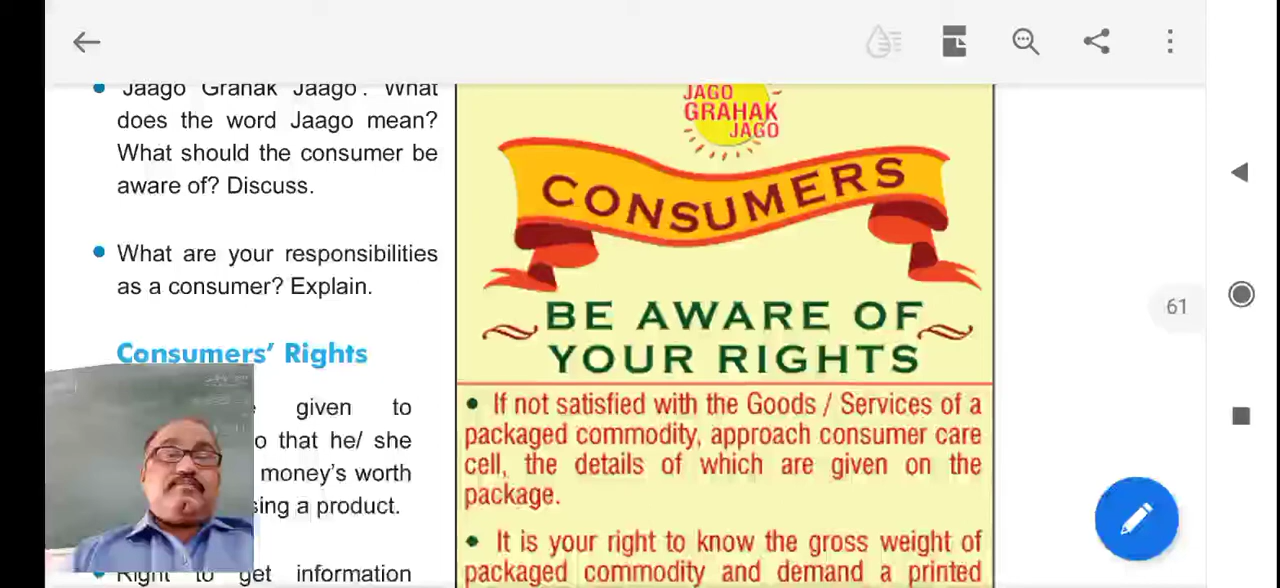 Jaago Grahak Jaago'. What
does the word Jaago mean?
What should the consumer be
aware of? Discuss.
What are your responsibilities
as a consumer? Explain.
Consumers' Rights
given to
that he/ she
money's worth
a product.
Right to get information
JAGO
GRAHAK
JAGO
CONSUMERS
BE AWARE OF
YOUR RIGHTS
• If not satisfied with the Goods / Services of a
packaged commodity, approach consumer care
cell, the details of which are given on the
package.
• It is your right to know the gross weight of
packaged commodity and demand a printed
61